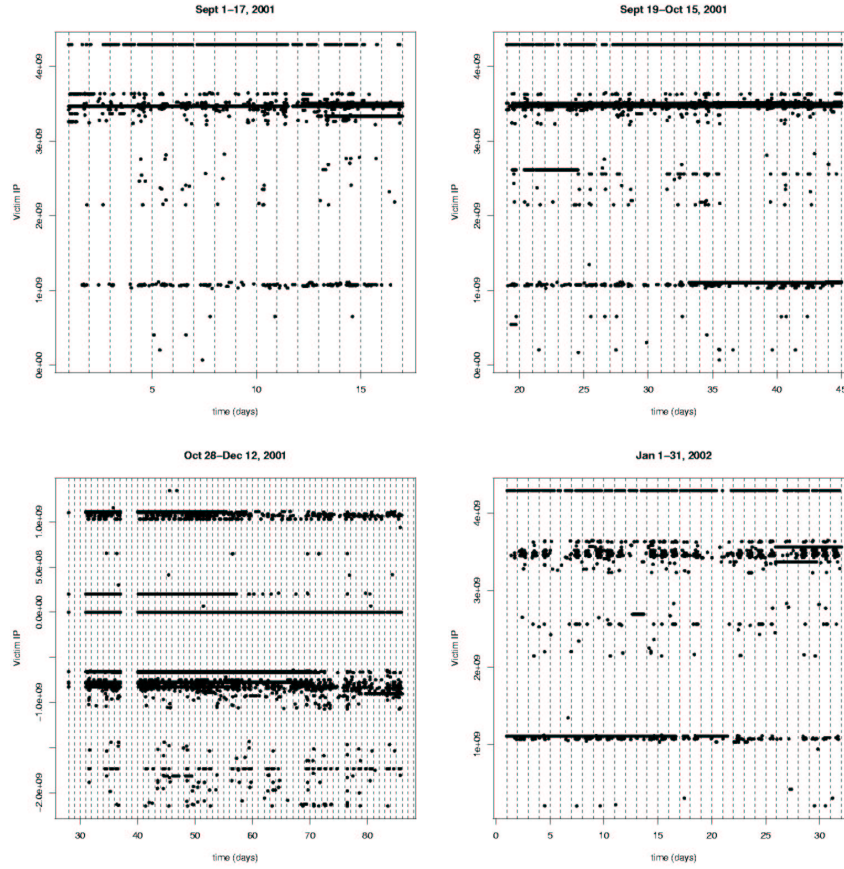 Sept 1–17, 2001
Victim IP
0e+00 1e+09 2e+09 3e+09 4e+09
5 10 15
time (days)
Sept 19–Oct 15, 2001
Victim IP
0e+00 1e+09 2e+09 3e+09 4e+09
20 25 30 35 40 45
time (days)
Oct 28–Dec 12, 2001
Victim IP
−2.0e+09 −1.0e+09 0.0e+00 5.0e+08 1.0e+09
30 40 50 60 70 80
time (days)
Jan 1–31, 2002
Victim IP
1e+09 2e+09 3e+09 4e+09
0 5 10 15 20 25 30
time (days)